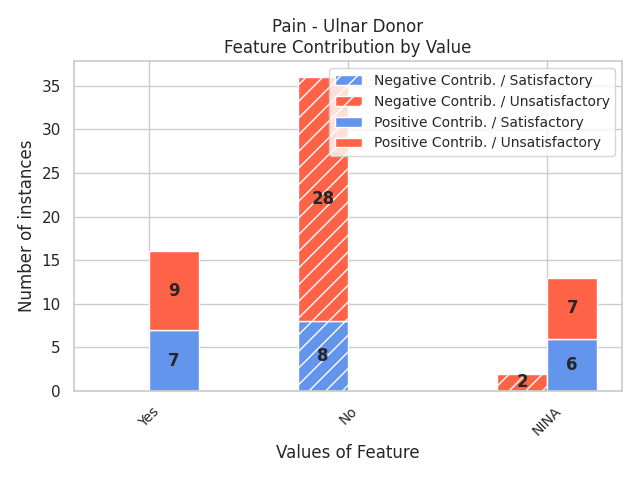 Pain - Ulnar Donor
Feature Contribution by Value
Number of instances
35
30
25
20
15
10
5
0
Negative Contrib. / Satisfactory
Negative Contrib. / Unsatisfactory
Positive Contrib. / Satisfactory
Positive Contrib. / Unsatisfactory
9
7
28
8
2
7
6
Yes
No
NINA
Values of Feature